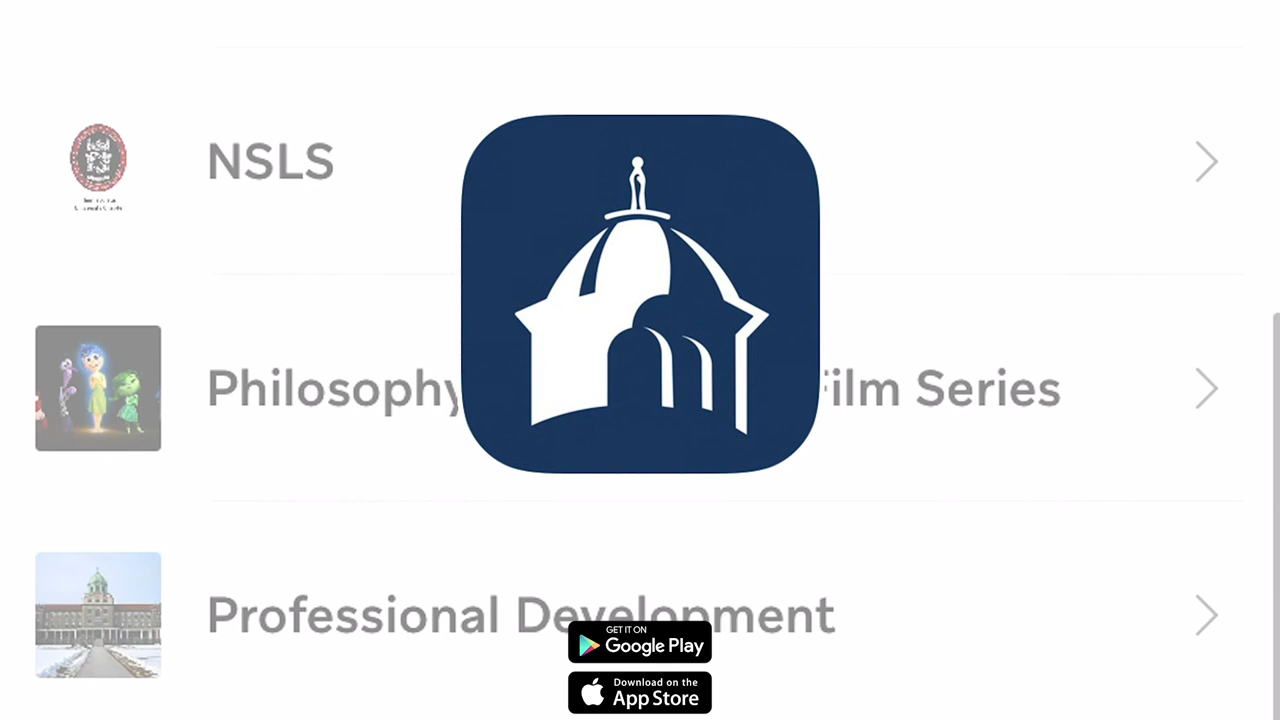 NSLS
Philosophy Film Series
Professional Development
GET IT ON
Google Play
Download on the
App Store